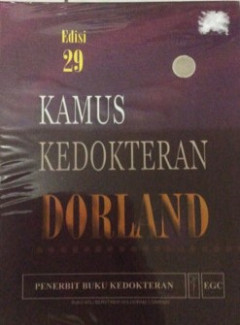 Edisi
29
KAMUS
KEDOKTERAN
DORLAND
PENERBIT BUKU KEDOKTERAN EGC